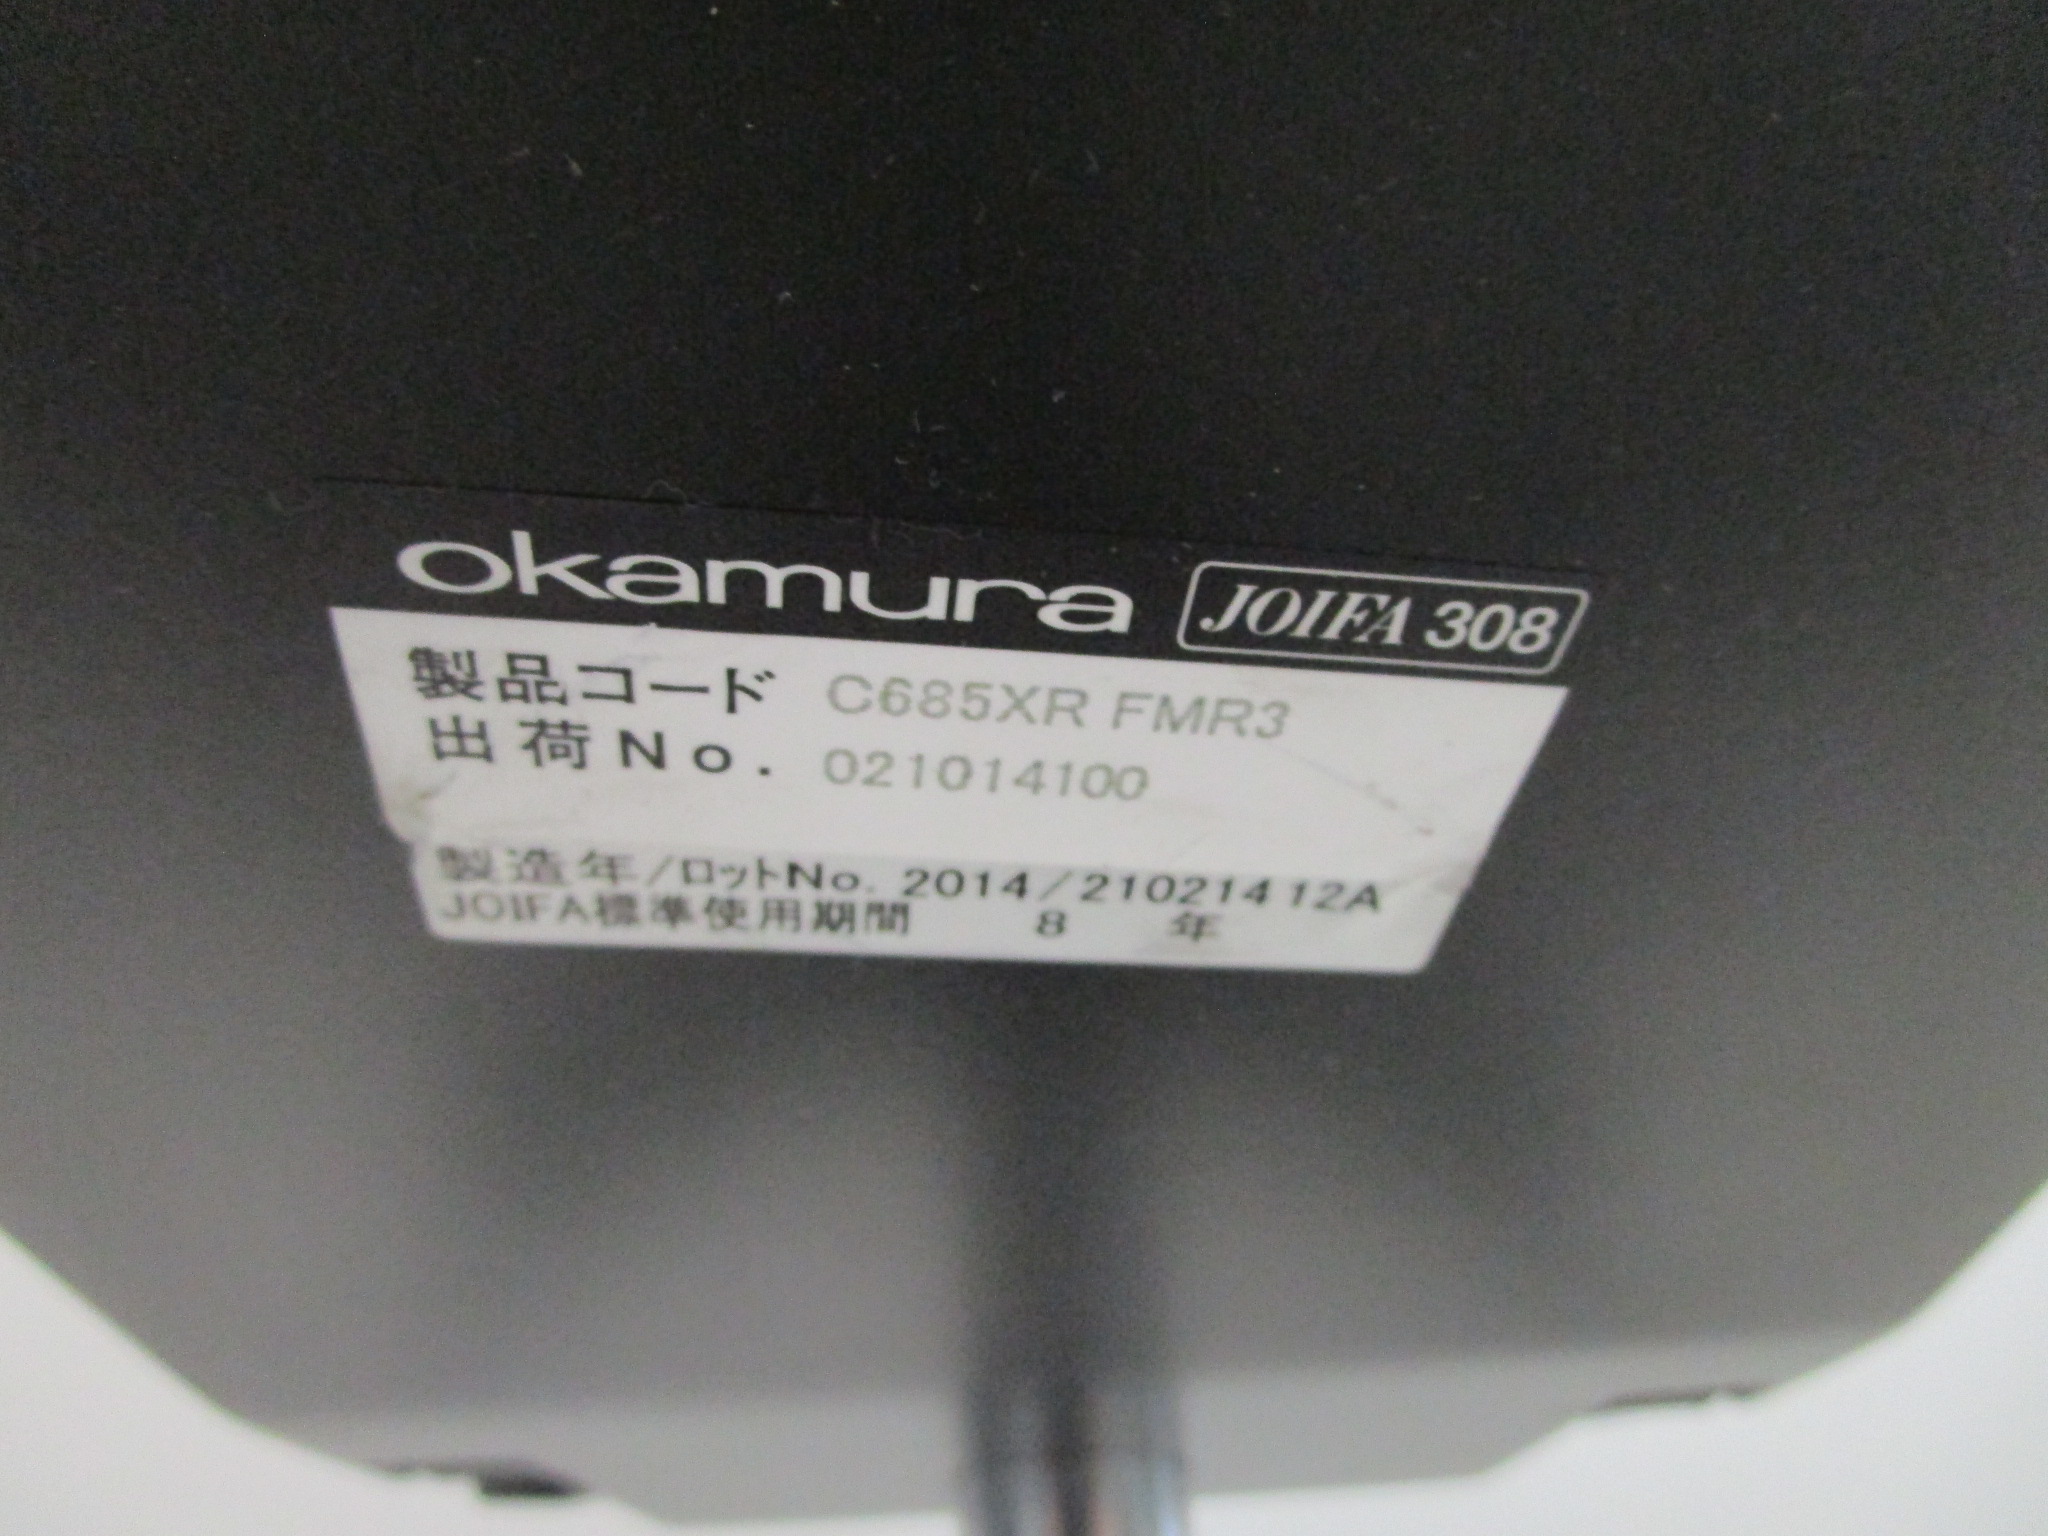 okamura JOIFA 308
製品コード C685XR FMR3
出荷No. 021014100
製造年/ロットNo. 2014/21021412A
JOIFA標準使用期間 8 年